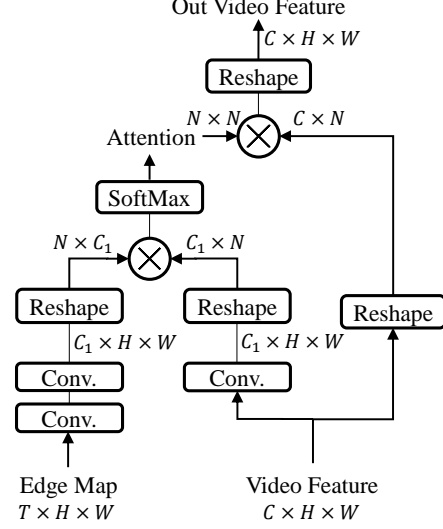 Out Video Feature
C × H × W
Reshape
N × N
C × N
Attention
SoftMax
N × C₁
C₁ × N
Reshape
Reshape
Reshape
C₁ × H × W
C₁ × H × W
Conv.
Conv.
Conv.
Edge Map
Video Feature
T × H × W
C × H × W